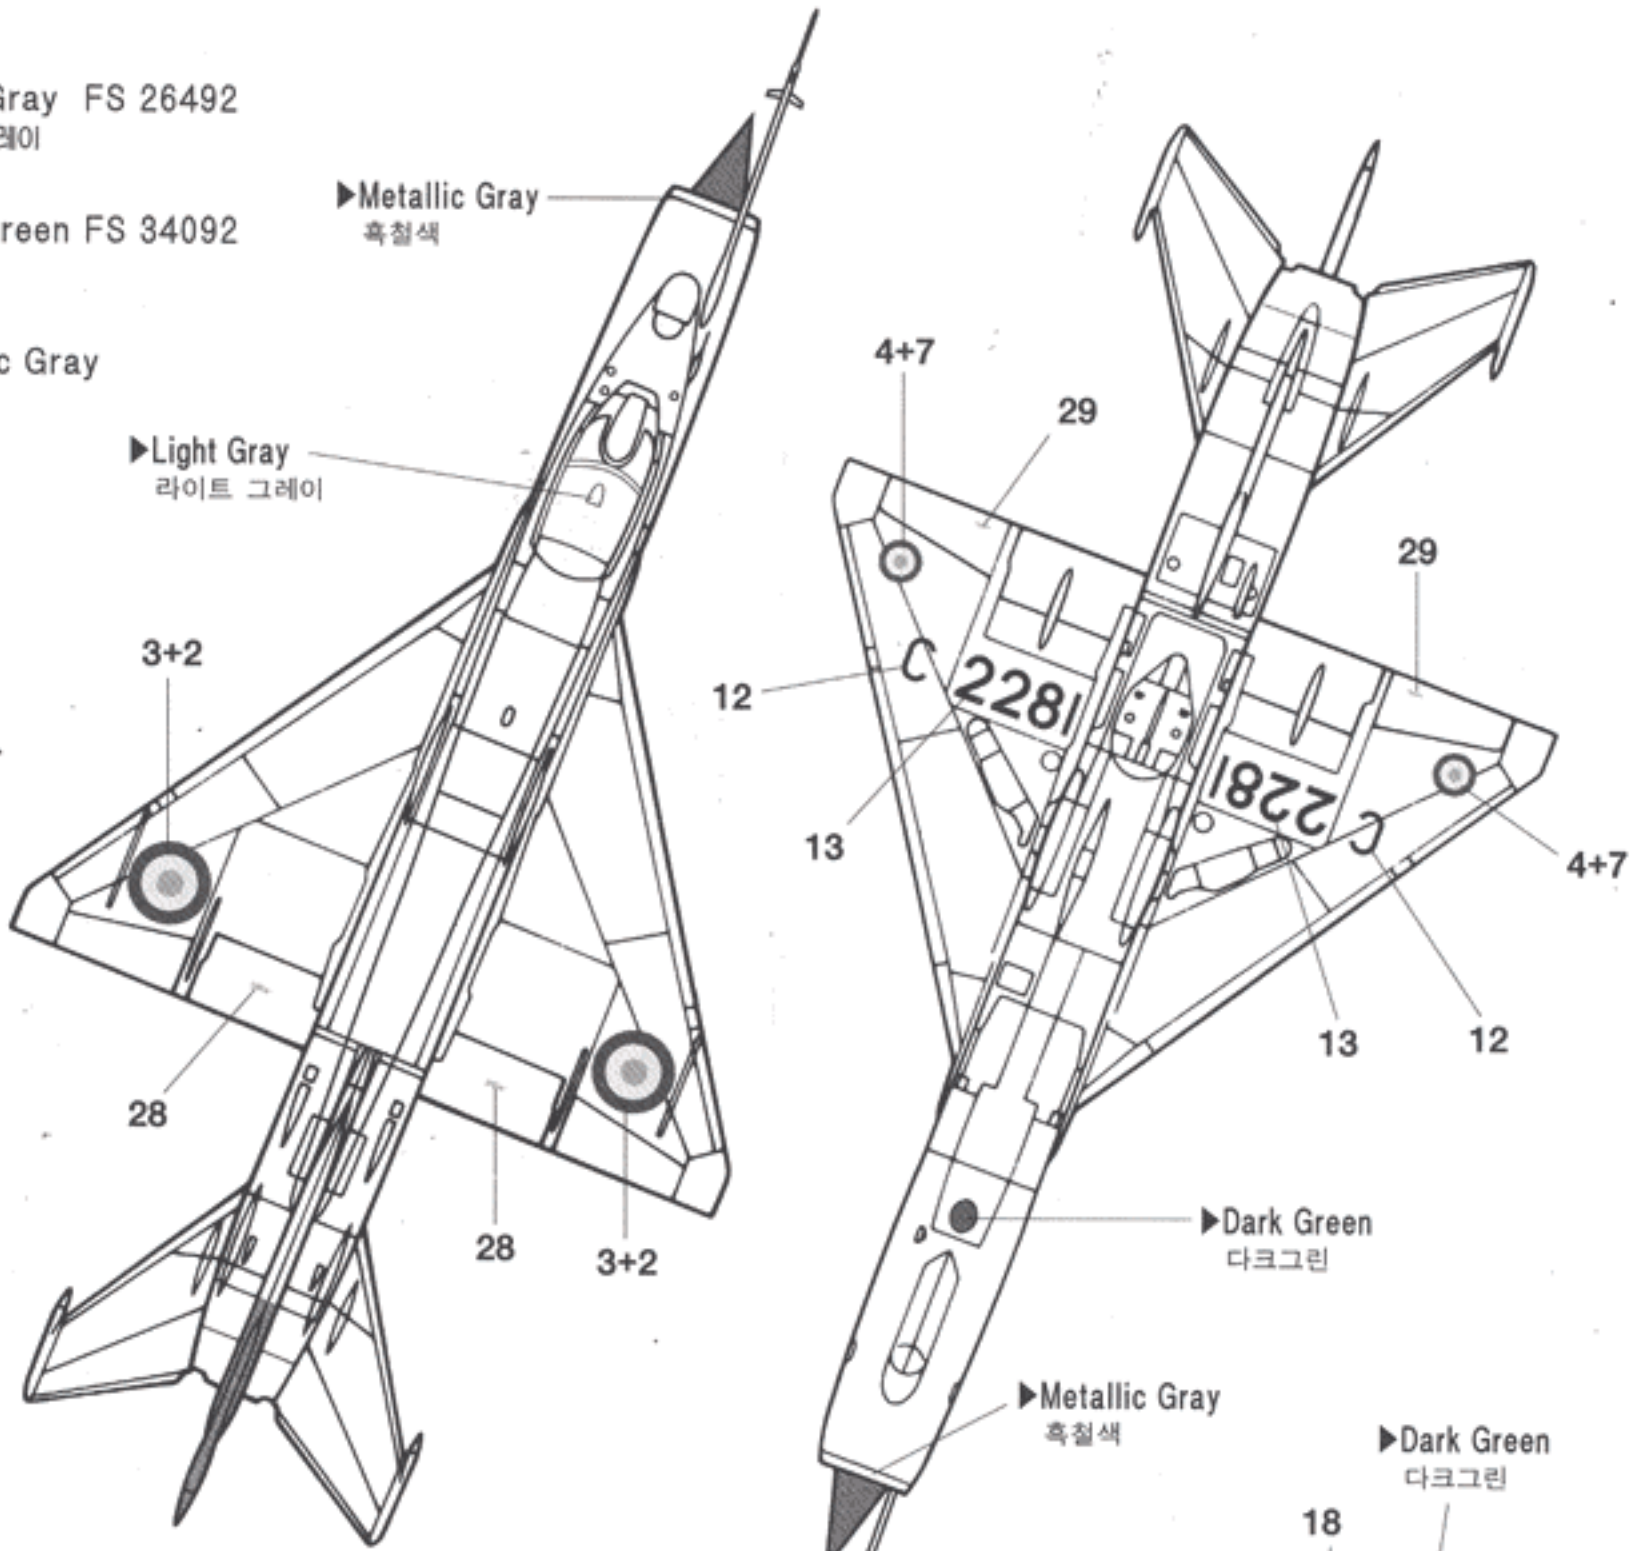 Gray FS 26492
레이
reen FS 34092
c Gray
▶Metallic Gray
흑철색
▶Light Gray
라이트 그레이
3+2
28
28
3+2
4+7
29
29
12
C 2281
2281 C
13
4+7
13
12
▶Dark Green
다크그린
▶Metallic Gray
흑철색
▶Dark Green
다크그린
18